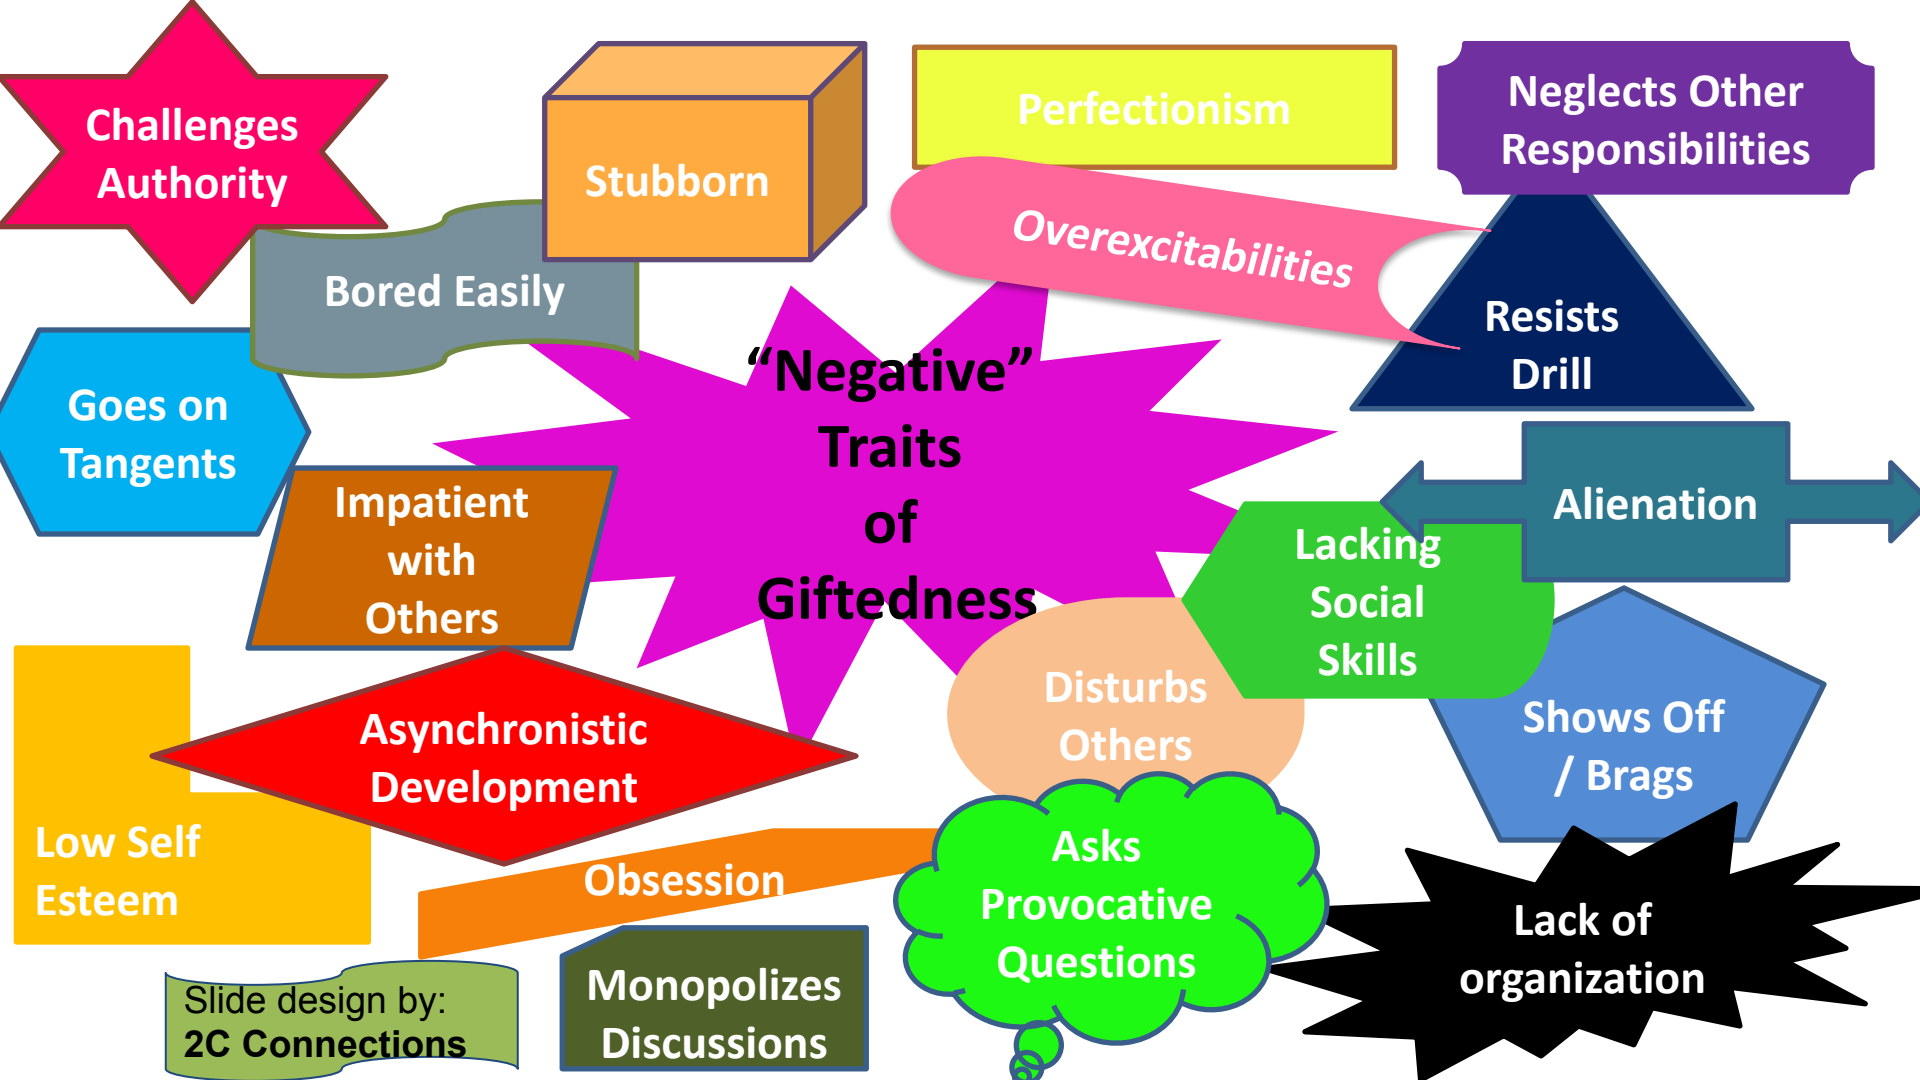 Challenges
Authority
Stubborn
Perfectionism
Neglects Other
Responsibilities
Bored Easily
Overexcitabilities
Resists
Drill
Goes on
Tangents
“Negative”
Traits
of
Giftedness
Impatient
with
Others
Alienation
Lacking
Social
Skills
Asynchronistic
Development
Disturbs
Others
Shows Off
/ Brags
Low Self
Esteem
Obsession
Asks
Provocative
Questions
Lack of
organization
Monopolizes
Discussions
Slide design by:
2C Connections